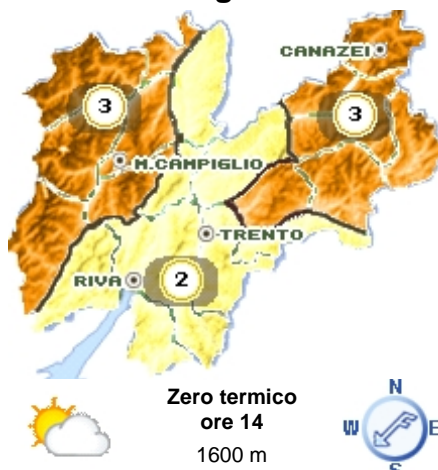 CANAZEI
3
3
M.CAMPIGLIO
TRENTO
RIVA
2
Zero termico
ore 14
1600 m
N
W
E
S